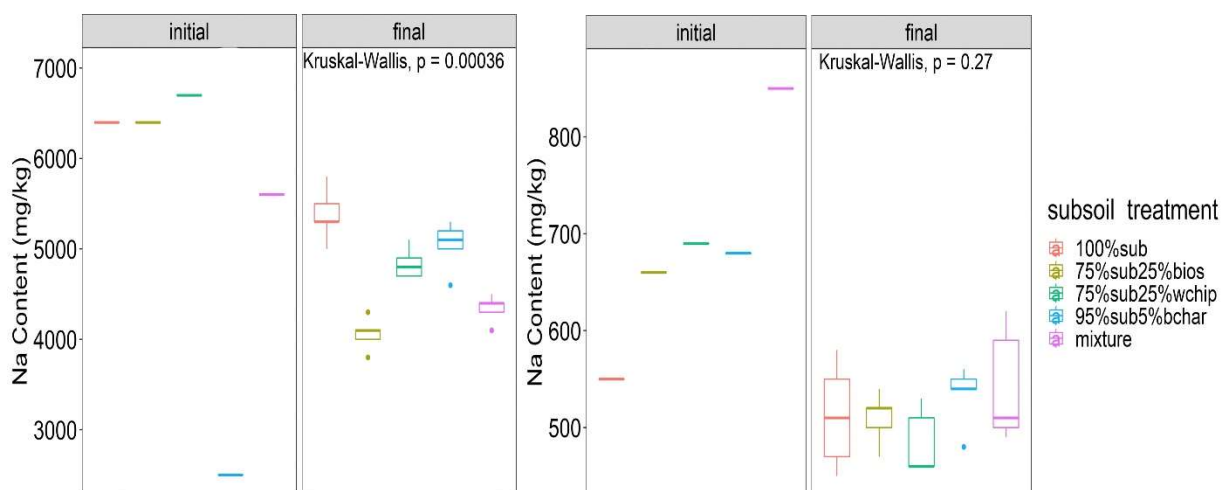 initial
final
Kruskal-Wallis, p = 0.00036
7000
6000
5000
4000
3000
Na Content (mg/kg)
initial
final
Kruskal-Wallis, p = 0.27
800
700
600
500
Na Content (mg/kg)
subsoil treatment
a 100%sub
a 75%sub25%bios
a 75%sub25%wchip
a 95%sub5%bchar
a mixture